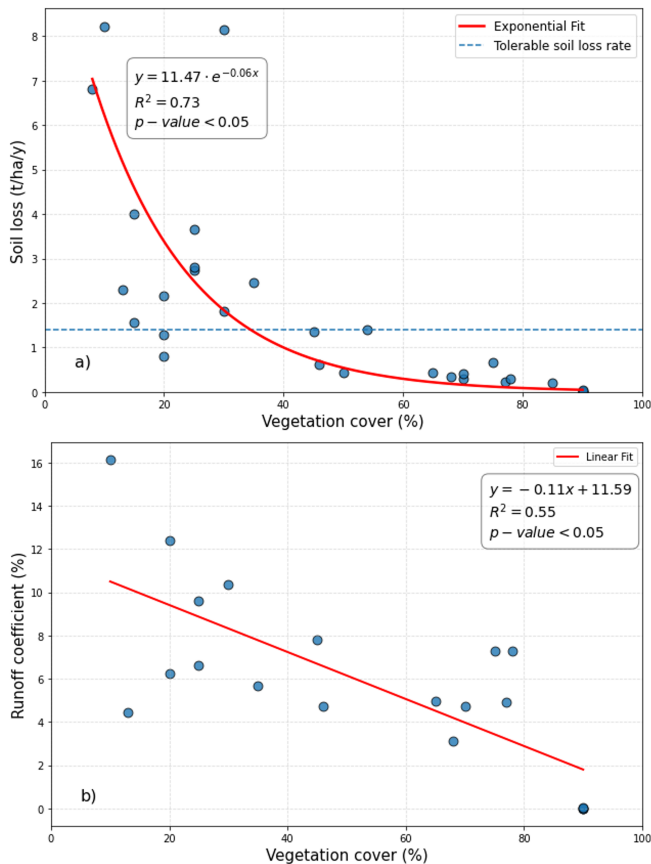 8
7
6
5
4
3
2
1
0
Soil loss (t/ha/y)
Exponential Fit
Tolerable soil loss rate
y = 11.47 · e^{-0.06x}
R² = 0.73
p − value < 0.05
a)
0 20 40 60 80 100
Vegetation cover (%)
16
14
12
10
8
6
4
2
0
Runoff coefficient (%)
Linear Fit
y = − 0.11x + 11.59
R² = 0.55
p − value < 0.05
b)
0 20 40 60 80 100
Vegetation cover (%)